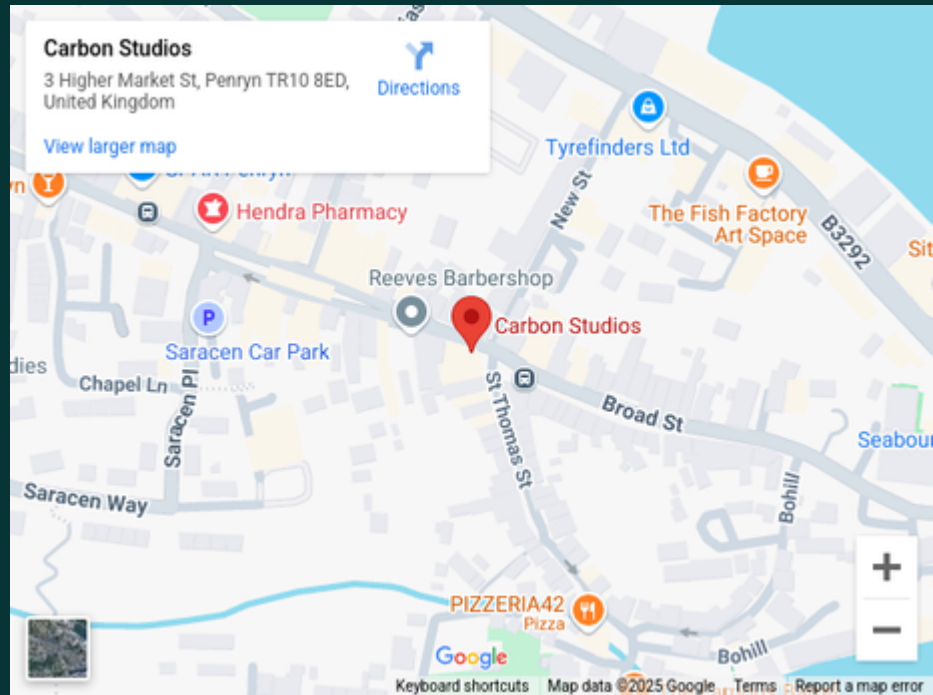 Carbon Studios
3 Higher Market St, Penryn TR10 8ED,
United Kingdom
Directions
View larger map
Tyrefinders Ltd
New St
The Fish Factory
Art Space
B3292
Hendra Pharmacy
Reeves Barbershop
P
Carbon Studios
Saracen Car Park
Chapel Ln
Saracen Pl
St Thomas St
Broad St
Saracen Way
Bohill
PIZZERIA42
Pizza
Bohill
Google
Keyboard shortcuts
Map data ©2025 Google
Terms
Report a map error